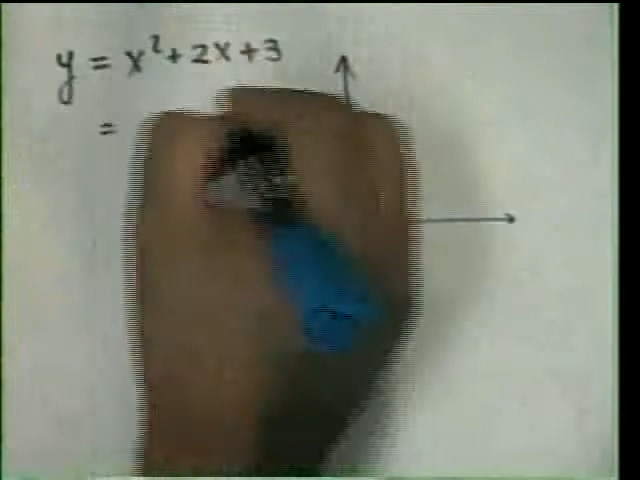 y = x²+2x+3
=